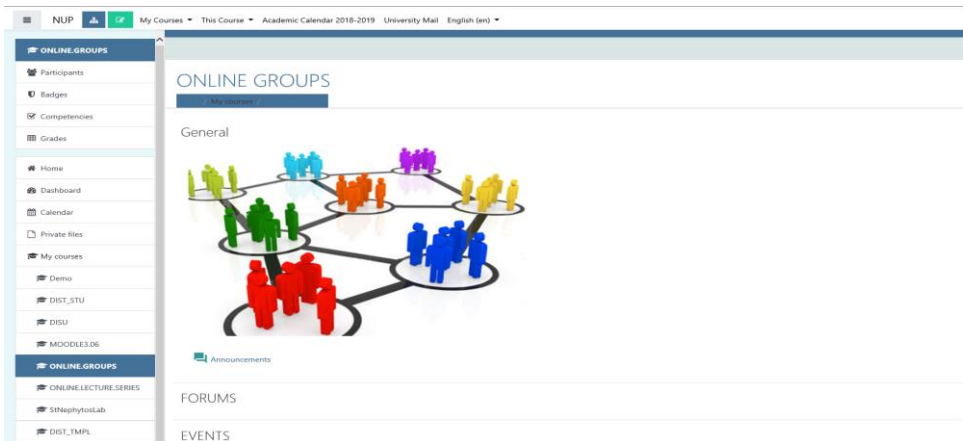 NUP My Courses This Course Academic Calendar 2018-2019 University Mail English (en)
ONLINE.GROUPS
Participants
Badges
Competencies
Grades
Home
Dashboard
Calendar
Private files
My courses
Demo
DIST_STU
DISU
MOODLE3.06
ONLINE.GROUPS
ONLINE.LECTURE.SERIES
StNephytosLab
DIST_TMPL
ONLINE GROUPS
/ My courses /
General
Announcements
FORUMS
EVENTS